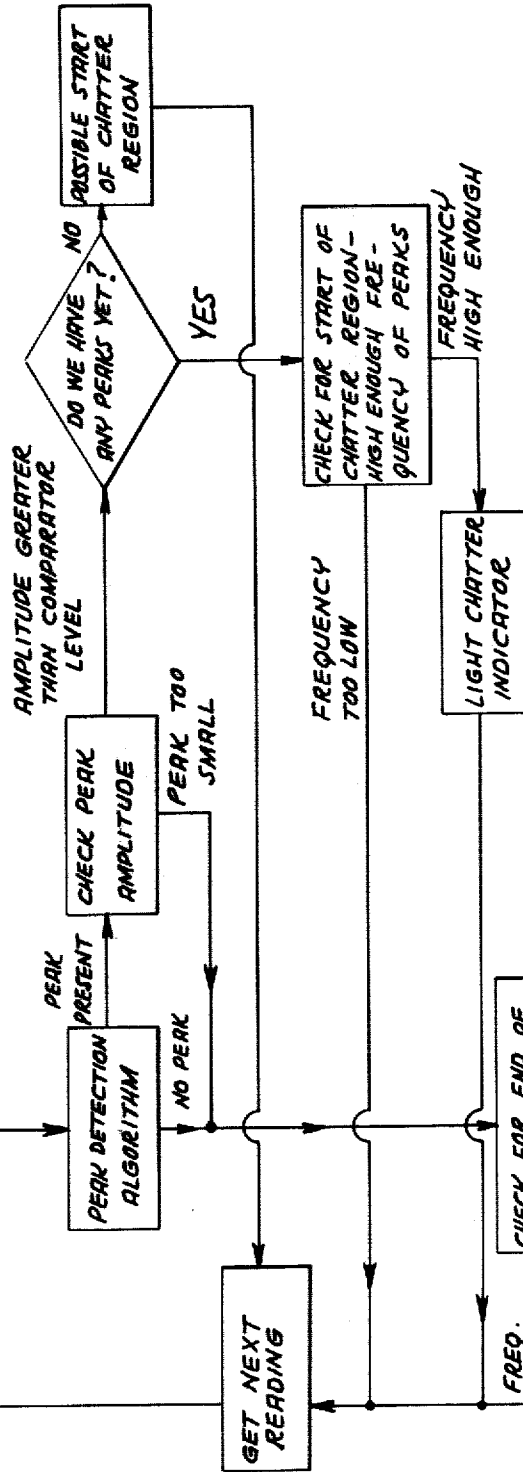 PEAK DETECTION
ALGORITHM
PEAK
PRESENT
NO PEAK
CHECK PEAK
AMPLITUDE
PEAK TOO
SMALL
AMPLITUDE GREATER
THAN COMPARATOR
LEVEL
DO WE HAVE
ANY PEAKS YET?
NO
YES
POSSIBLE START
OF CHATTER
REGION
GET NEXT
READING
FREQUENCY
TOO LOW
CHECK FOR START OF
CHATTER REGION-
HIGH ENOUGH FRE-
QUENCY OF PEAKS
FREQUENCY
HIGH ENOUGH
LIGHT CHATTER
INDICATOR
FREQ.
CHECK FOR END OF